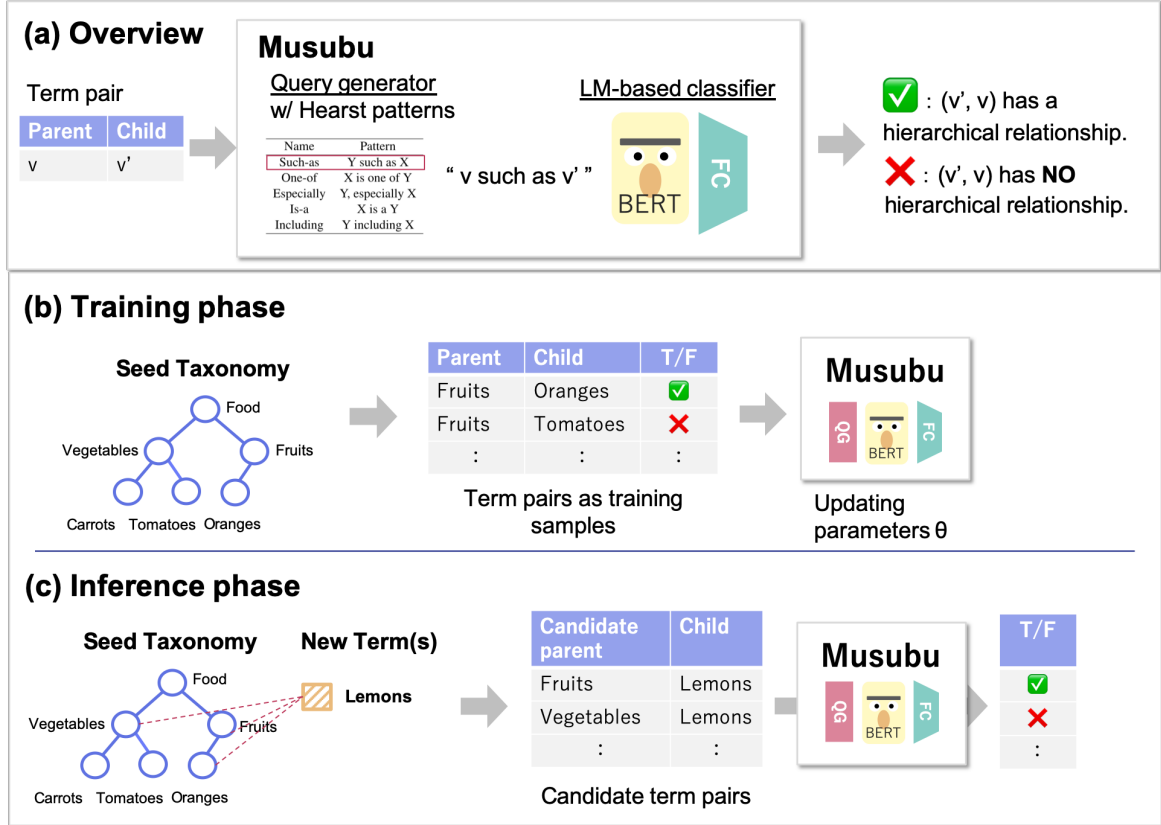 (a) Overview
Term pair
Parent Child
v v’
Musubu
Query generator
w/ Hearst patterns
Name Pattern
Such-as Y such as X
One-of X is one of Y
Especially Y, especially X
Is-a X is a Y
Including Y including X
“ v such as v’ ”
LM-based classifier
BERT
FC
: (v’, v) has a
hierarchical relationship.
: (v’, v) has NO
hierarchical relationship.
(b) Training phase
Seed Taxonomy
Food
Vegetables Fruits
Carrots Tomatoes Oranges
Parent Child T/F
Fruits Oranges
Fruits Tomatoes
: : :
Term pairs as training
samples
Musubu
QG BERT FC
Updating
parameters θ
(c) Inference phase
Seed Taxonomy
Food
Vegetables Fruits
Carrots Tomatoes Oranges
New Term(s)
Lemons
Candidate
parent
Child
Fruits Lemons
Vegetables Lemons
: :
Candidate term pairs
Musubu
QG BERT FC
T/F
: